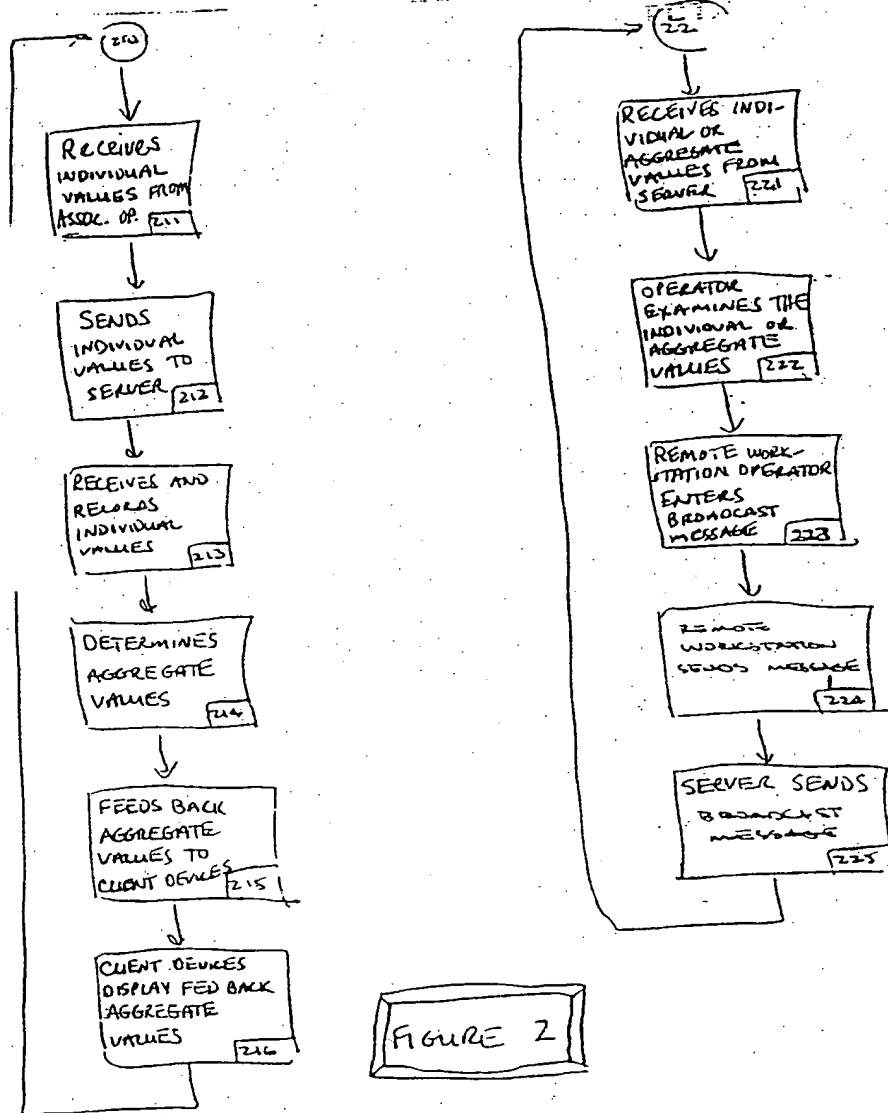 210
RECEIVES
INDIVIDUAL
VALUES FROM
ASSOC. OP. 211
SENDS
INDIVIDUAL
VALUES TO
SERVER 212
RECEIVES AND
RECORDS
INDIVIDUAL
VALUES 213
DETERMINES
AGGREGATE
VALUES 214
FEEDS BACK
AGGREGATE
VALUES TO
CLIENT DEVICES 215
CLIENT DEVICES
DISPLAY FED BACK
AGGREGATE
VALUES 216
22
RECEIVES INDI-
VIDUAL OR
AGGREGATE
VALUES FROM
SERVER 221
OPERATOR
EXAMINES THE
INDIVIDUAL OR
AGGREGATE
VALUES 222
REMOTE WORK-
STATION OPERATOR
ENTERS
BROADCAST
MESSAGE 223
REMOTE
WORKSTATION
SENDS MESSAGE
224
SERVER SENDS
BROADCAST
MESSAGE
225
FIGURE 2